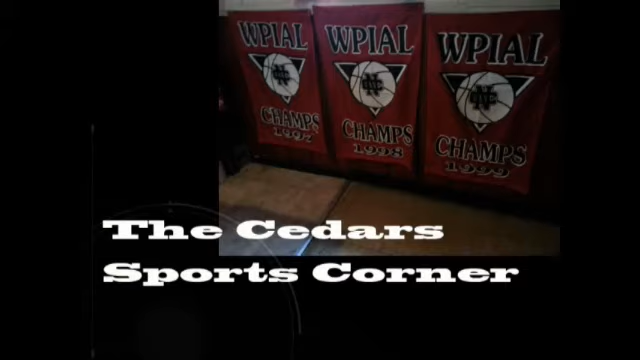 WPIAL
CHAMPS
1997
WPIAL
CHAMPS
1998
WPIAL
CHAMPS
1999
The Cedars
Sports Corner